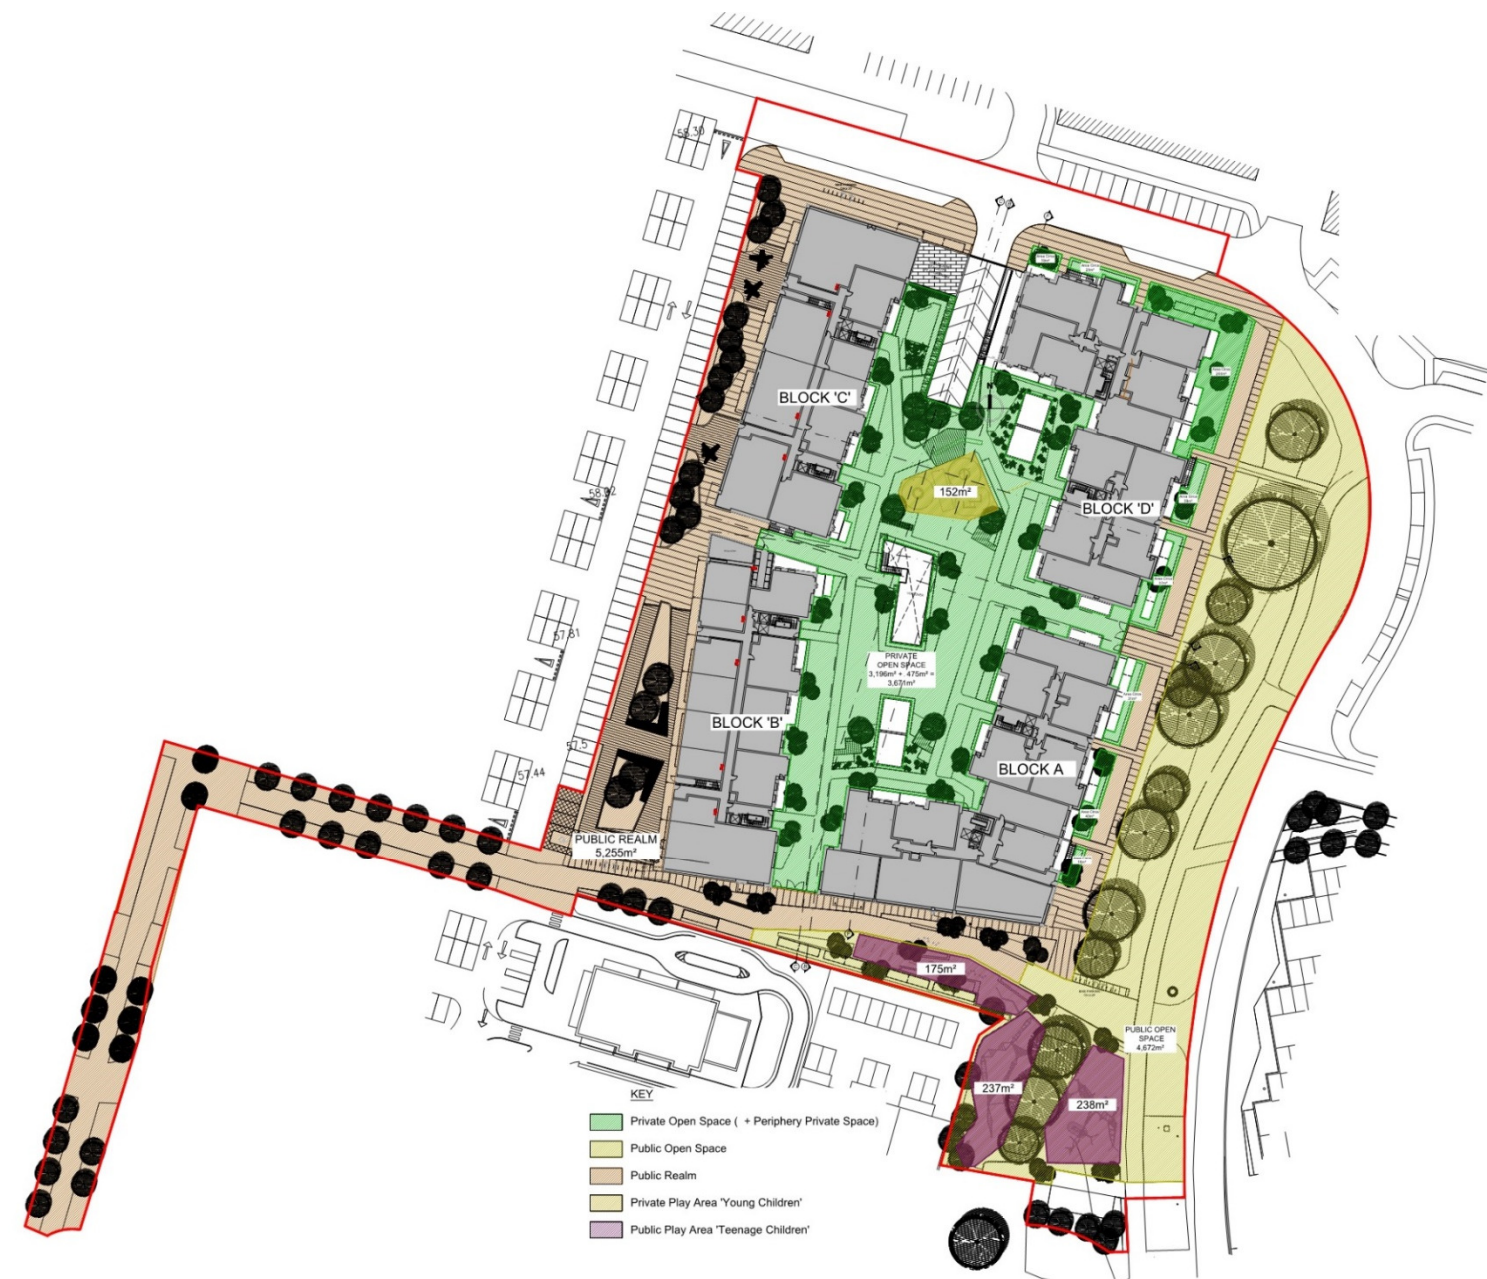 58.30
BLOCK 'C'
58.92
152m²
BLOCK 'D'
57.81
PRIVATE
OPEN SPACE
3,196m² + 475m² =
3,671m²
BLOCK 'B'
57.5
57.44
BLOCK A
PUBLIC REALM
5,255m²
175m²
PUBLIC OPEN
SPACE
4,672m²
237m²
238m²
KEY
Private Open Space ( + Periphery Private Space)
Public Open Space
Public Realm
Private Play Area 'Young Children'
Public Play Area 'Teenage Children'